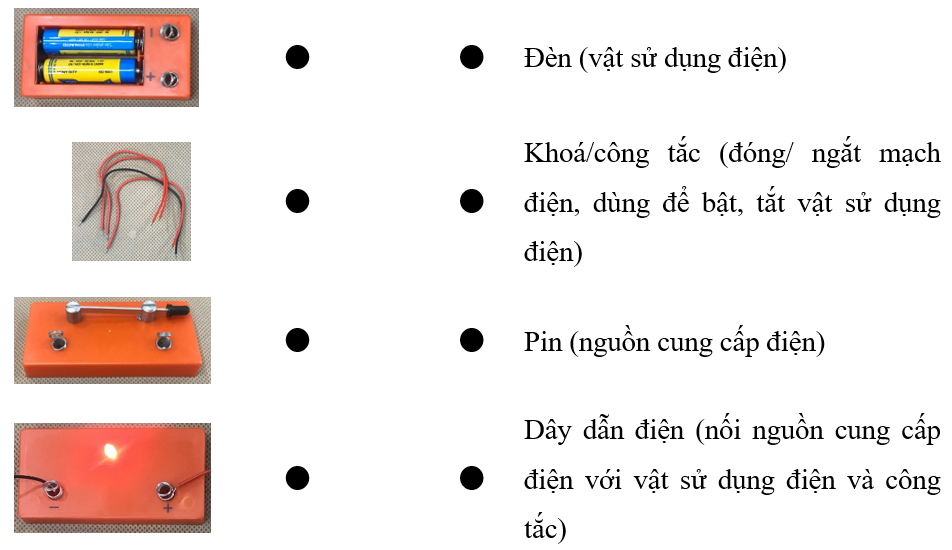 Đèn (vật sử dụng điện)
Khoá/công tắc (đóng/ ngắt mạch
điện, dùng để bật, tắt vật sử dụng
điện)
Pin (nguồn cung cấp điện)
Dây dẫn điện (nối nguồn cung cấp
điện với vật sử dụng điện và công
tắc)